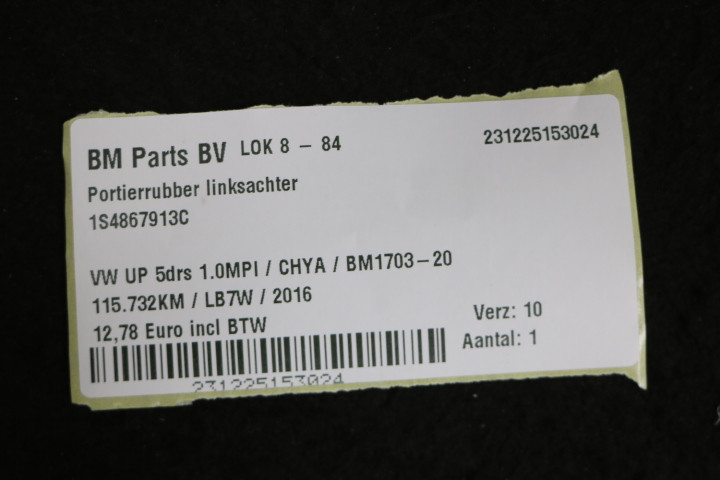 BM Parts BV LOK 8 - 84 231225153024
Portierrubber linksachter
1S4867913C
VW UP 5drs 1.0MPI / CHYA / BM1703-20
115.732KM / LB7W / 2016
12,78 Euro incl BTW
Verz: 10
Aantal: 1
231225153024